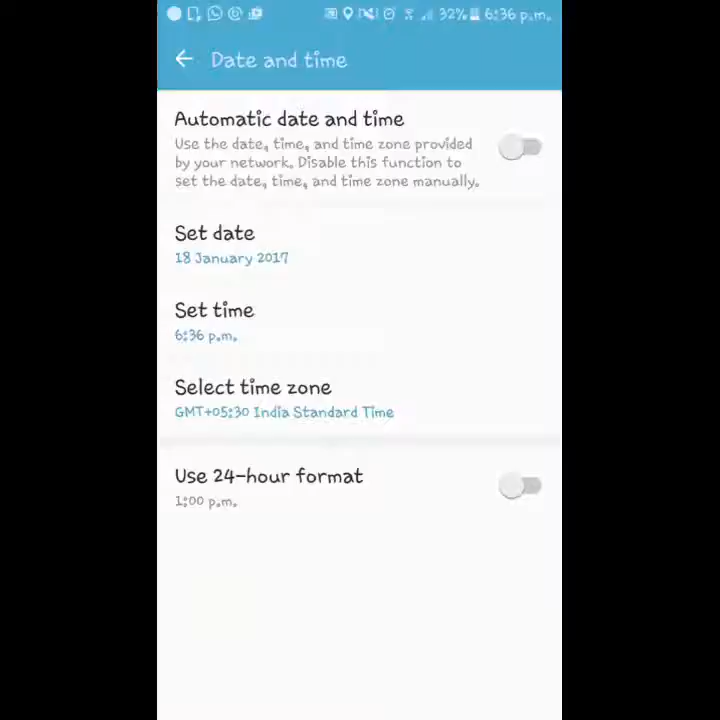 32% 6:36 p.m.
Date and time
Automatic date and time
Use the date, time, and time zone provided
by your network. Disable this function to
set the date, time, and time zone manually.
Set date
18 January 2017
Set time
6:36 p.m.
Select time zone
GMT+05:30 India Standard Time
Use 24-hour format
1:00 p.m.